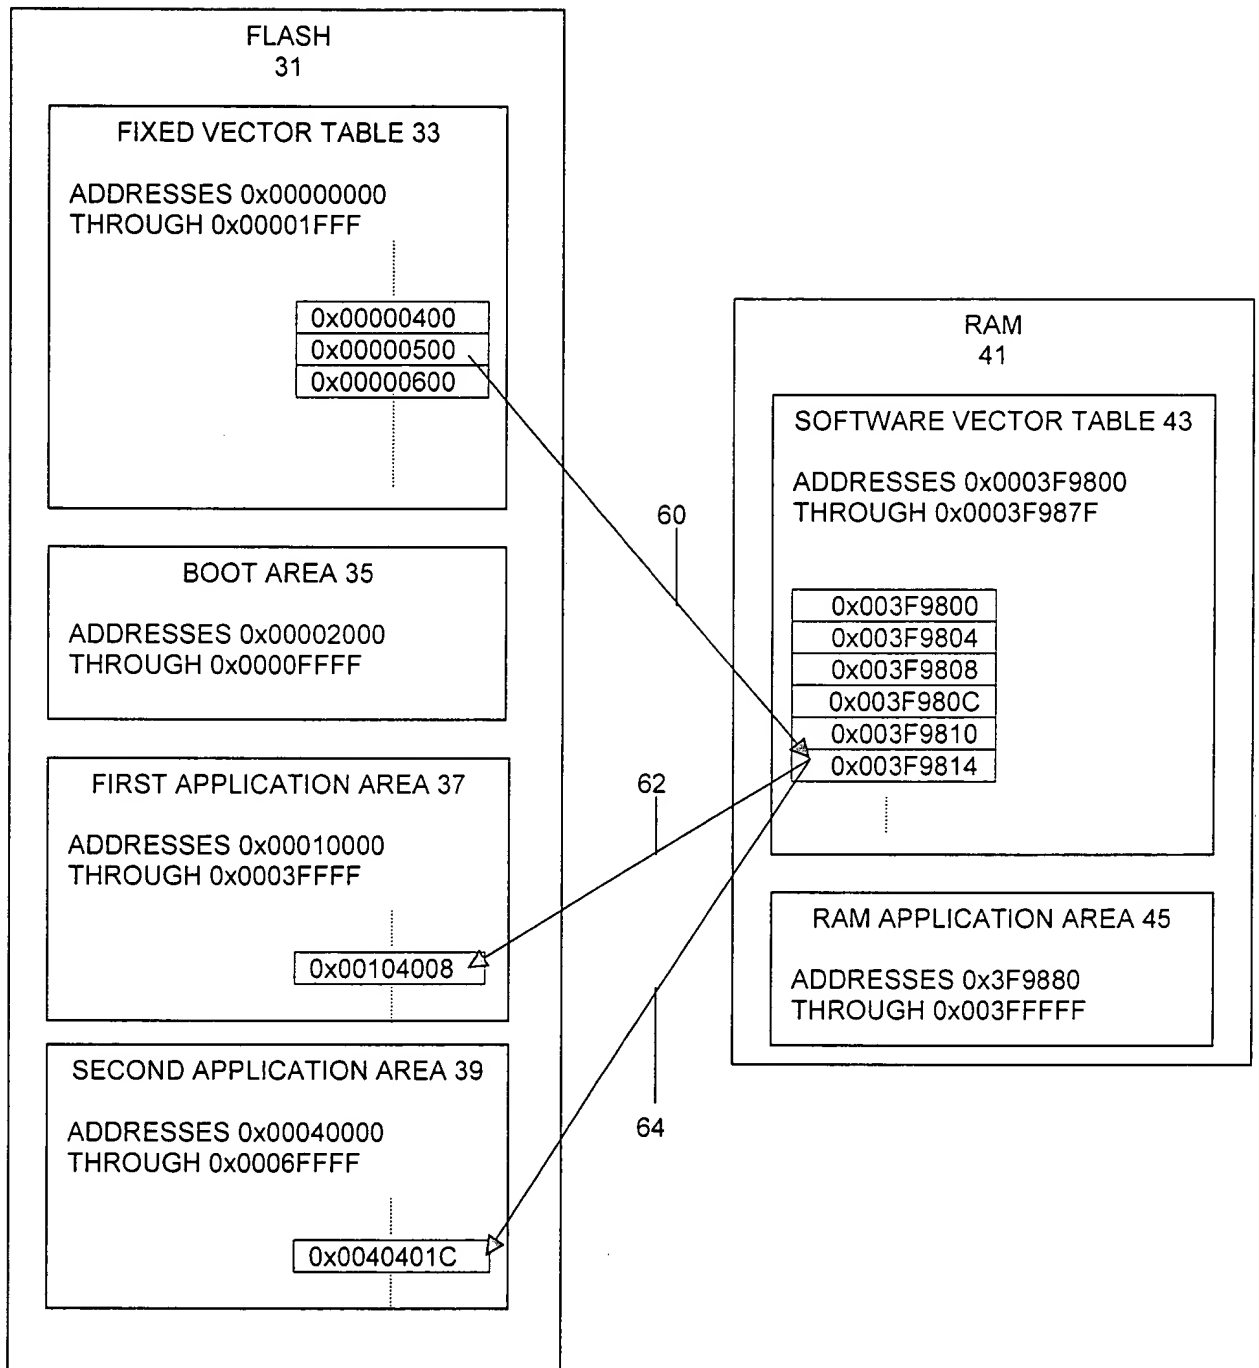 FLASH
31
FIXED VECTOR TABLE 33
ADDRESSES 0x00000000
THROUGH 0x00001FFF
0x00000400
0x00000500
0x00000600
BOOT AREA 35
ADDRESSES 0x00002000
THROUGH 0x0000FFFF
FIRST APPLICATION AREA 37
ADDRESSES 0x00010000
THROUGH 0x0003FFFF
0x00104008
SECOND APPLICATION AREA 39
ADDRESSES 0x00040000
THROUGH 0x0006FFFF
0x0040401C
60
62
64
RAM
41
SOFTWARE VECTOR TABLE 43
ADDRESSES 0x0003F9800
THROUGH 0x0003F987F
0x003F9800
0x003F9804
0x003F9808
0x003F980C
0x003F9810
0x003F9814
RAM APPLICATION AREA 45
ADDRESSES 0x3F9880
THROUGH 0x003FFFFF